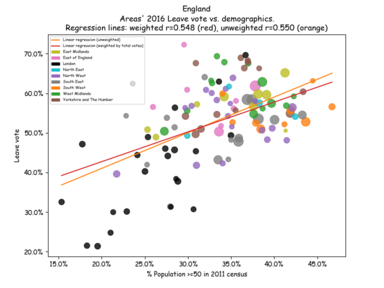 England
Areas' 2016 Leave vote vs. demographics.
Regression lines: weighted r=0.548 (red), unweighted r=0.550 (orange)
70.0%
60.0%
50.0%
40.0%
30.0%
20.0%
Leave vote
Linear regression (unweighted)
Linear regression (weighted by total votes)
East Midlands
East of England
London
North East
North West
South East
South West
West Midlands
Yorkshire and The Humber
15.0% 20.0% 25.0% 30.0% 35.0% 40.0% 45.0%
% Population >=50 in 2011 census